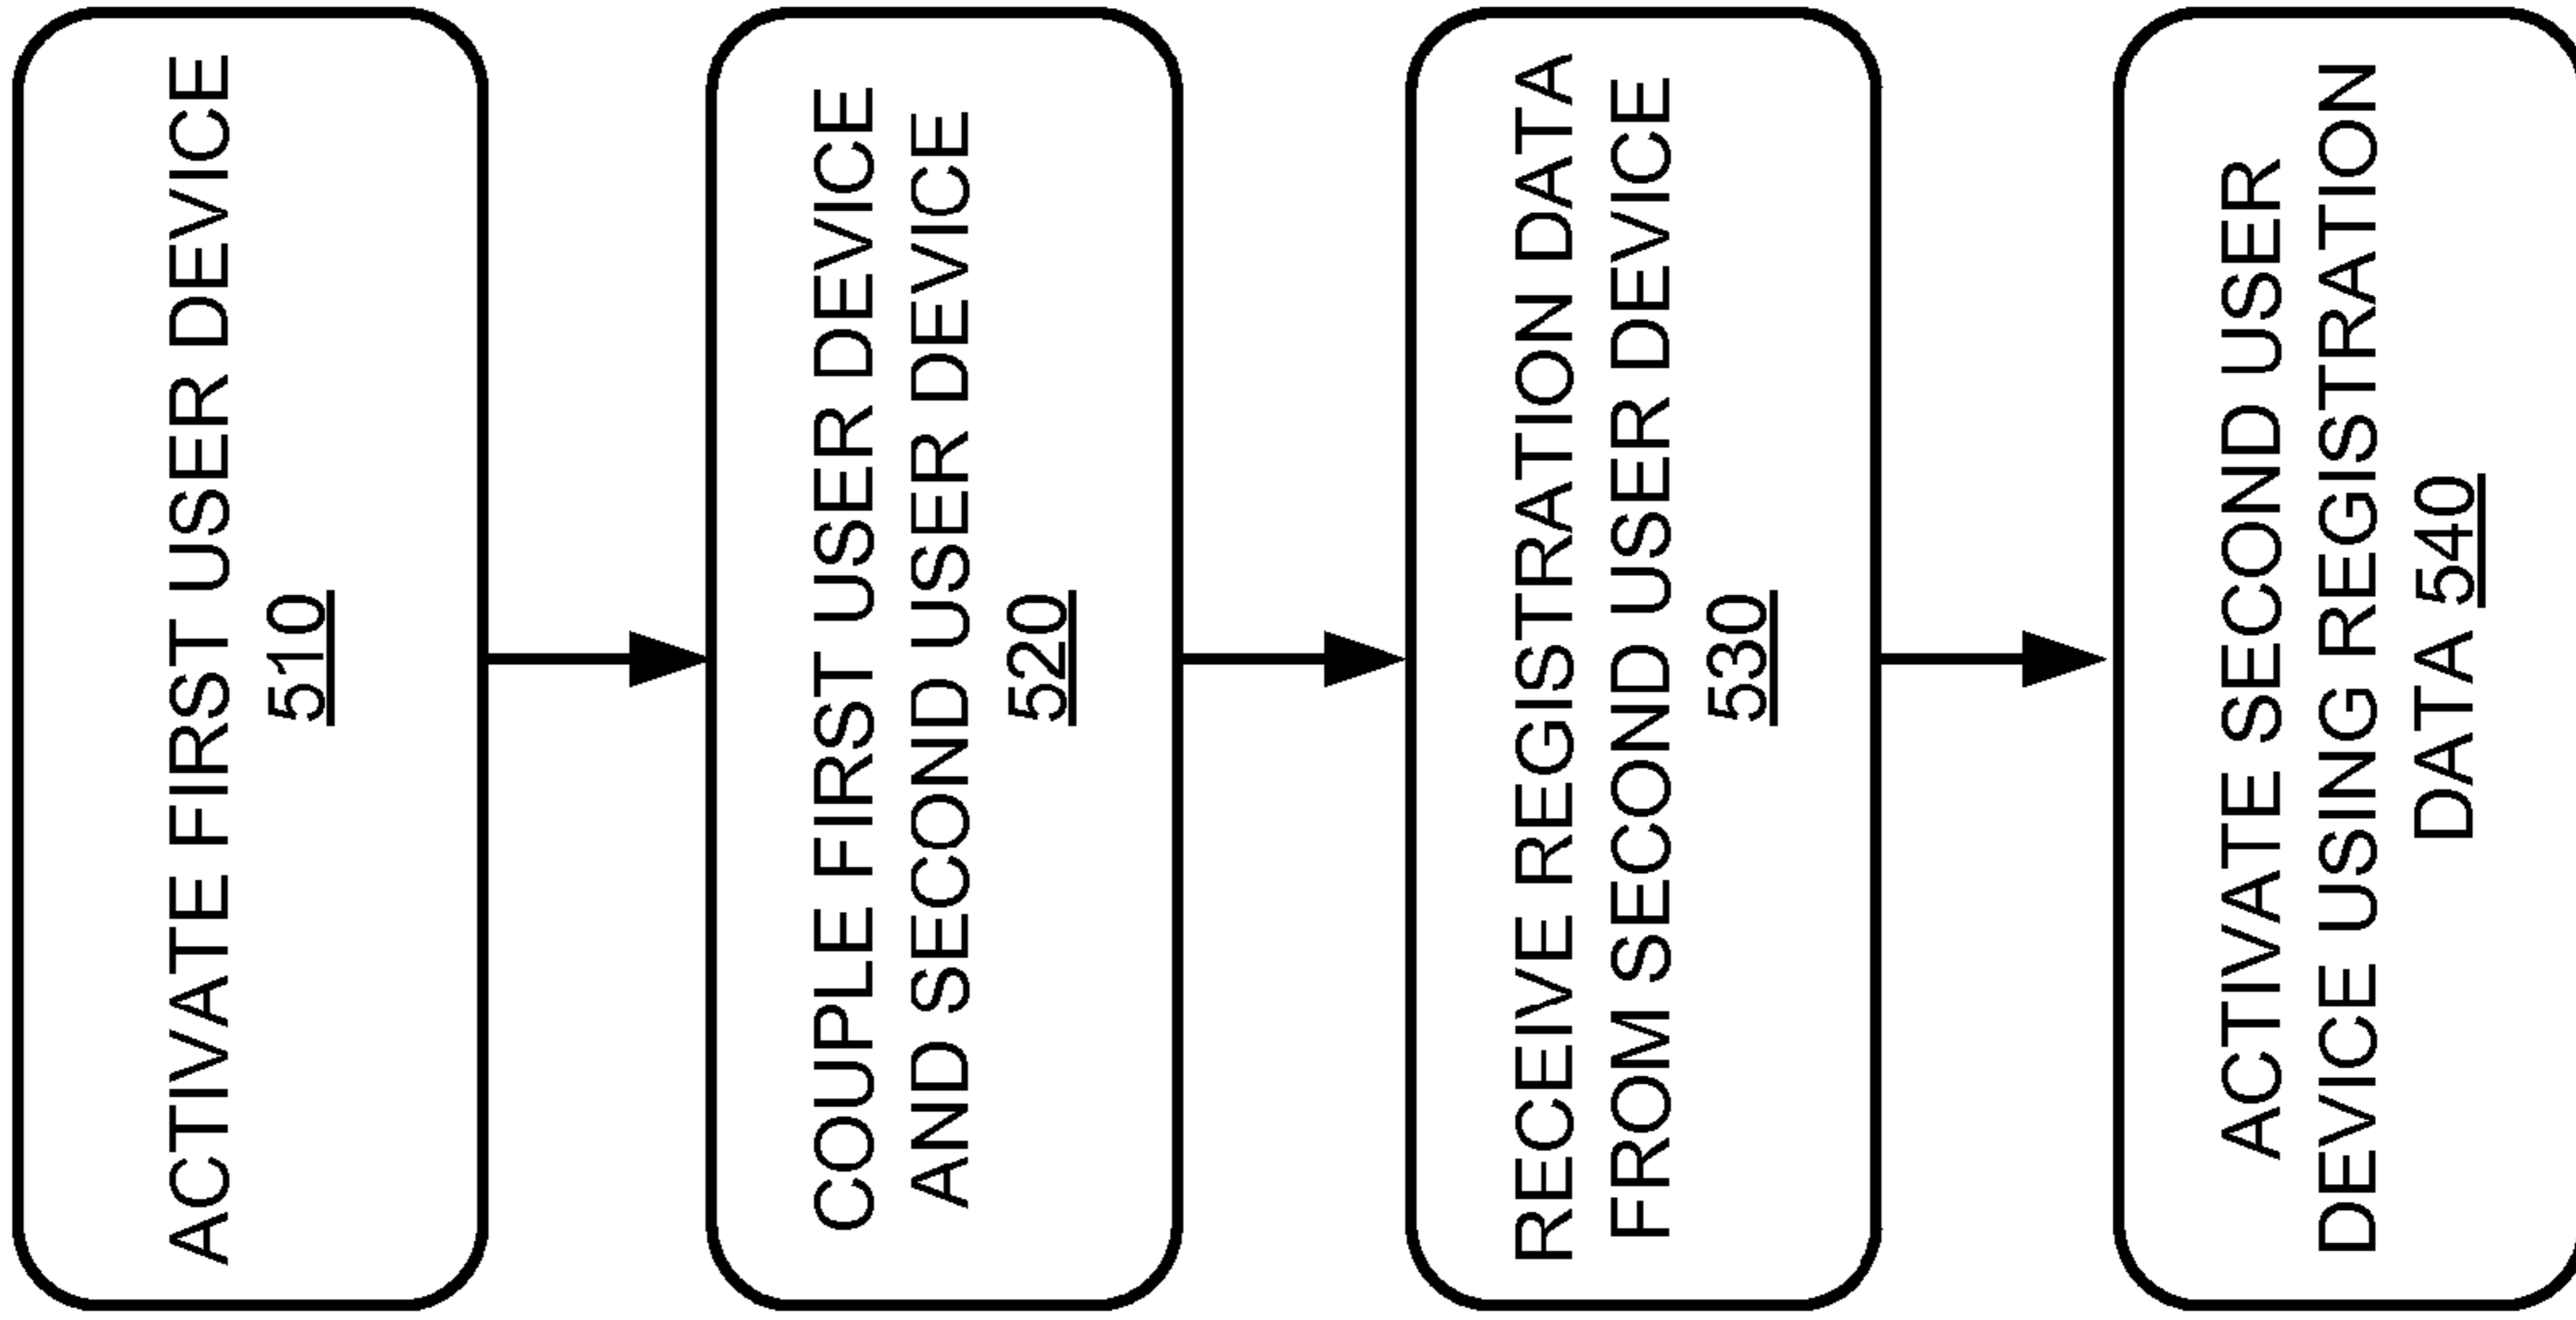 ACTIVATE FIRST USER DEVICE
510
COUPLE FIRST USER DEVICE
AND SECOND USER DEVICE
520
RECEIVE REGISTRATION DATA
FROM SECOND USER DEVICE
530
ACTIVATE SECOND USER
DEVICE USING REGISTRATION
DATA 540